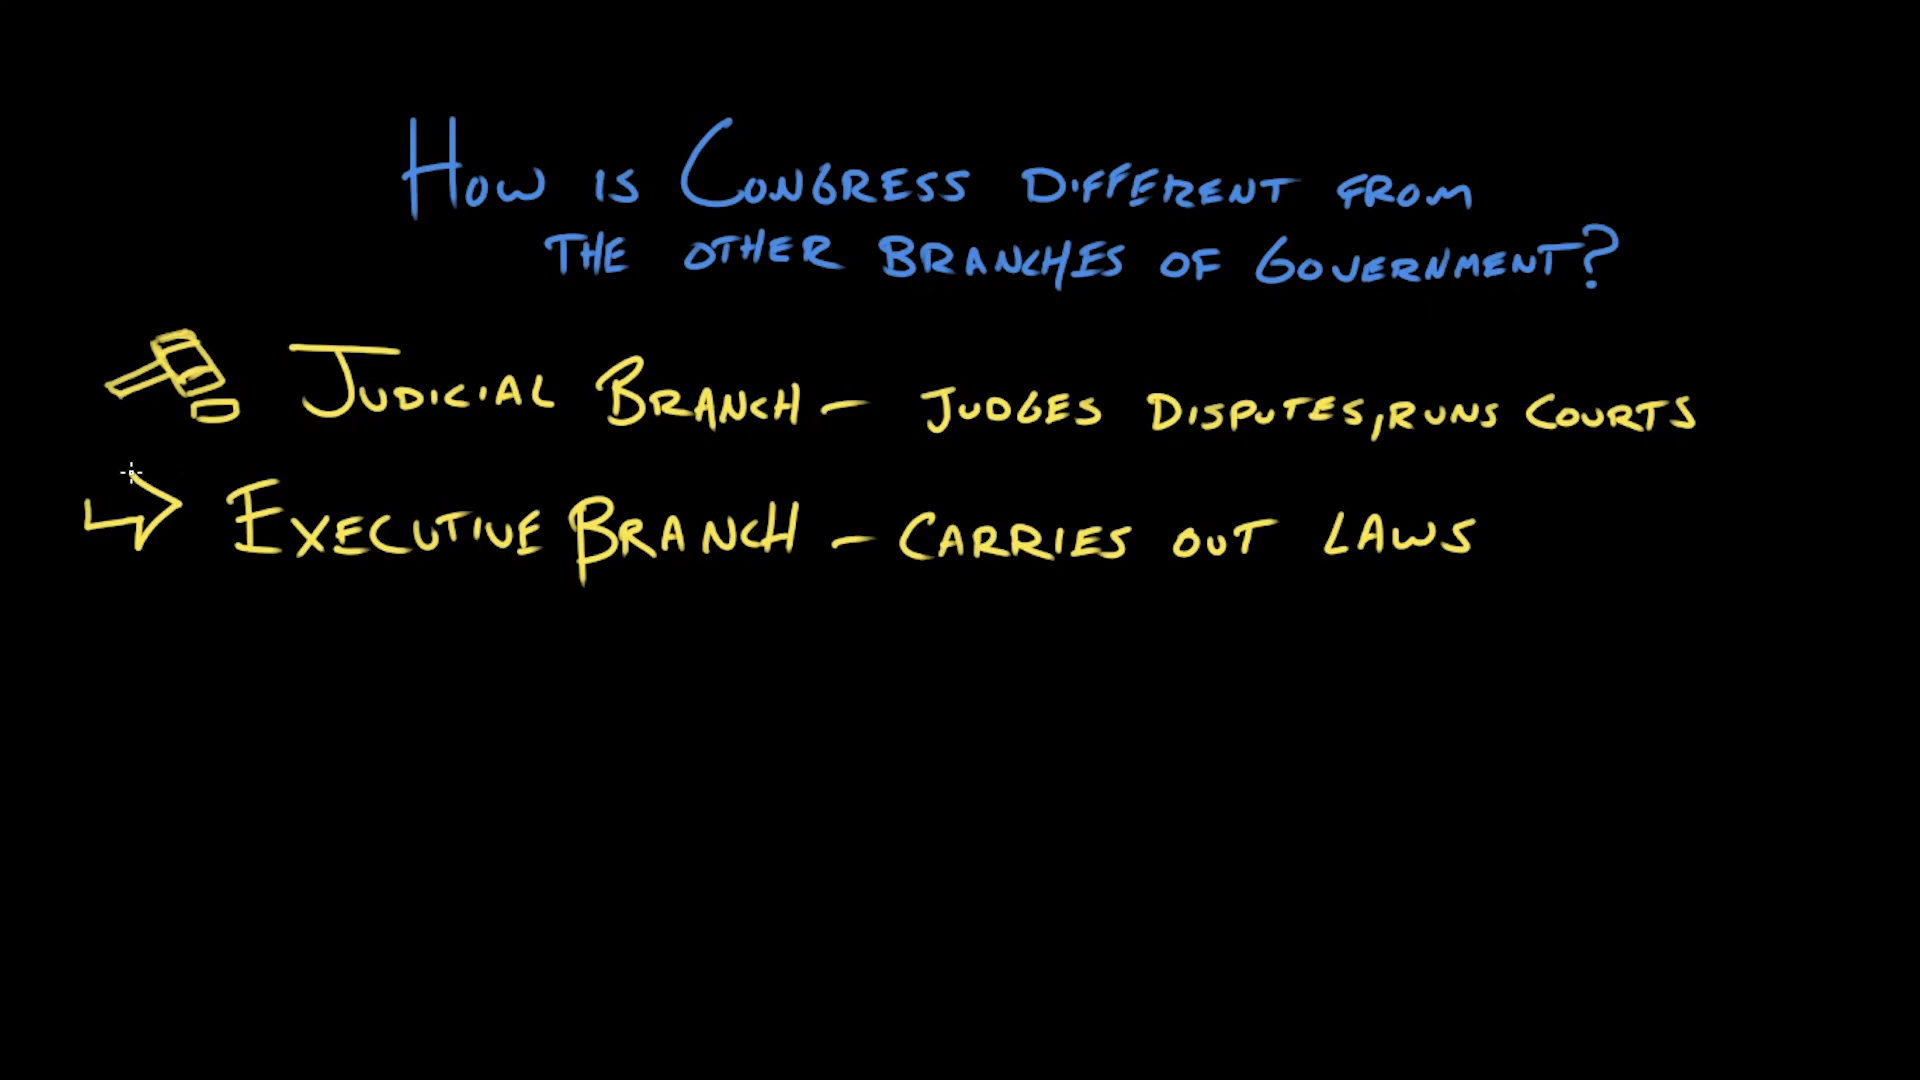 How is Congress different from
the other branches of Government?
Judicial Branch – Judges Disputes, runs courts
Executive Branch – Carries out laws